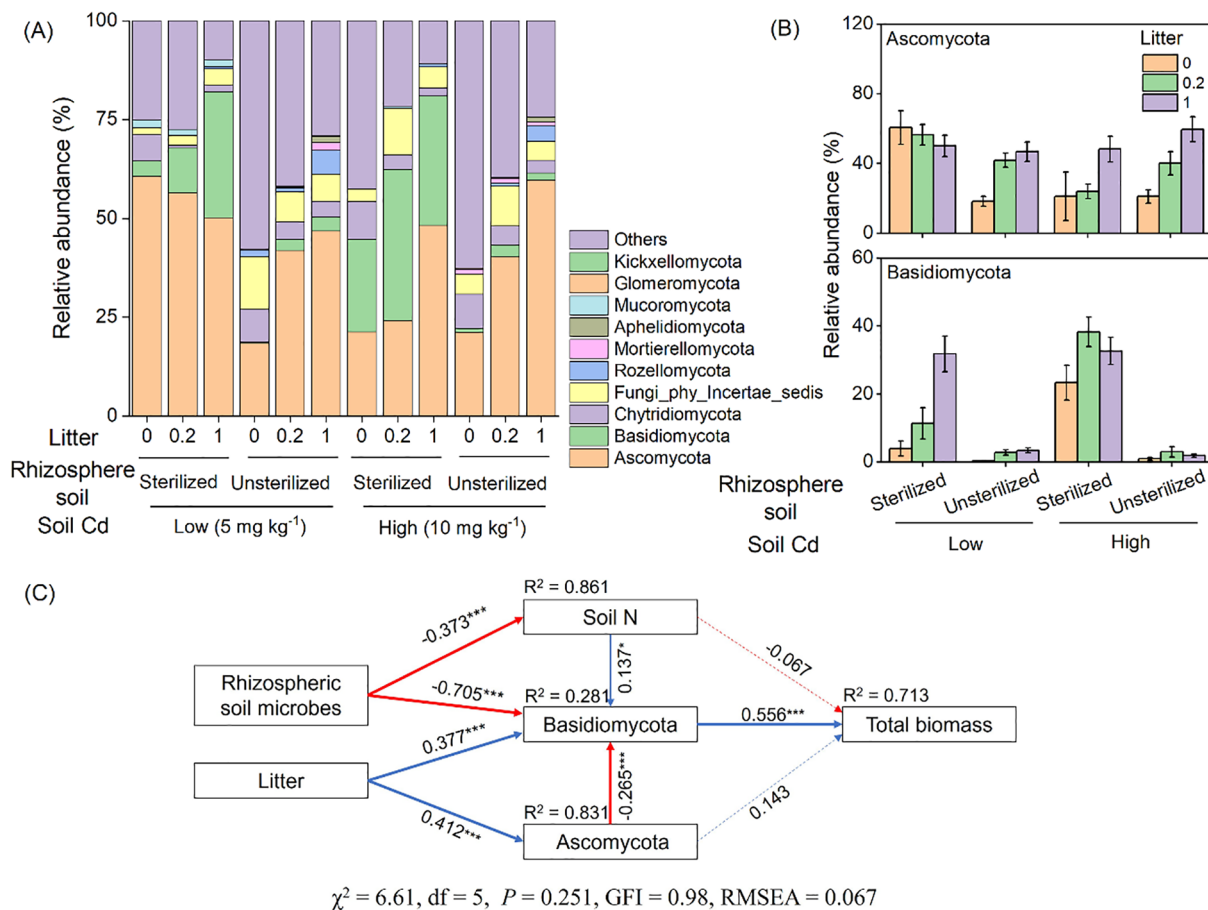 (A)
Relative abundance (%)
100
75
50
25
0
Others
Kickxellomycota
Glomeromycota
Mucoromycota
Aphelidiomycota
Mortierellomycota
Rozellomycota
Fungi_phy_Incertae_sedis
Chytridiomycota
Basidiomycota
Ascomycota
Litter 0 0.2 1 0 0.2 1 0 0.2 1 0 0.2 1
Rhizosphere soil Sterilized Unsterilized Sterilized Unsterilized
Soil Cd Low (5 mg kg⁻¹) High (10 mg kg⁻¹)
(B)
Relative abundance (%)
Ascomycota
Litter
0
0.2
1
120
80
40
0
Basidiomycota
60
40
20
0
Rhizosphere soil Sterilized Unsterilized Sterilized Unsterilized
Soil Cd Low High
(C)
R² = 0.861
Soil N
-0.373***
-0.067
Rhizospheric
soil microbes
-0.705***
0.137*
R² = 0.281
Basidiomycota
0.556***
R² = 0.713
Total biomass
0.377***
Litter
-0.265***
0.412***
R² = 0.831
Ascomycota
0.143
χ² = 6.61, df = 5, P = 0.251, GFI = 0.98, RMSEA = 0.067